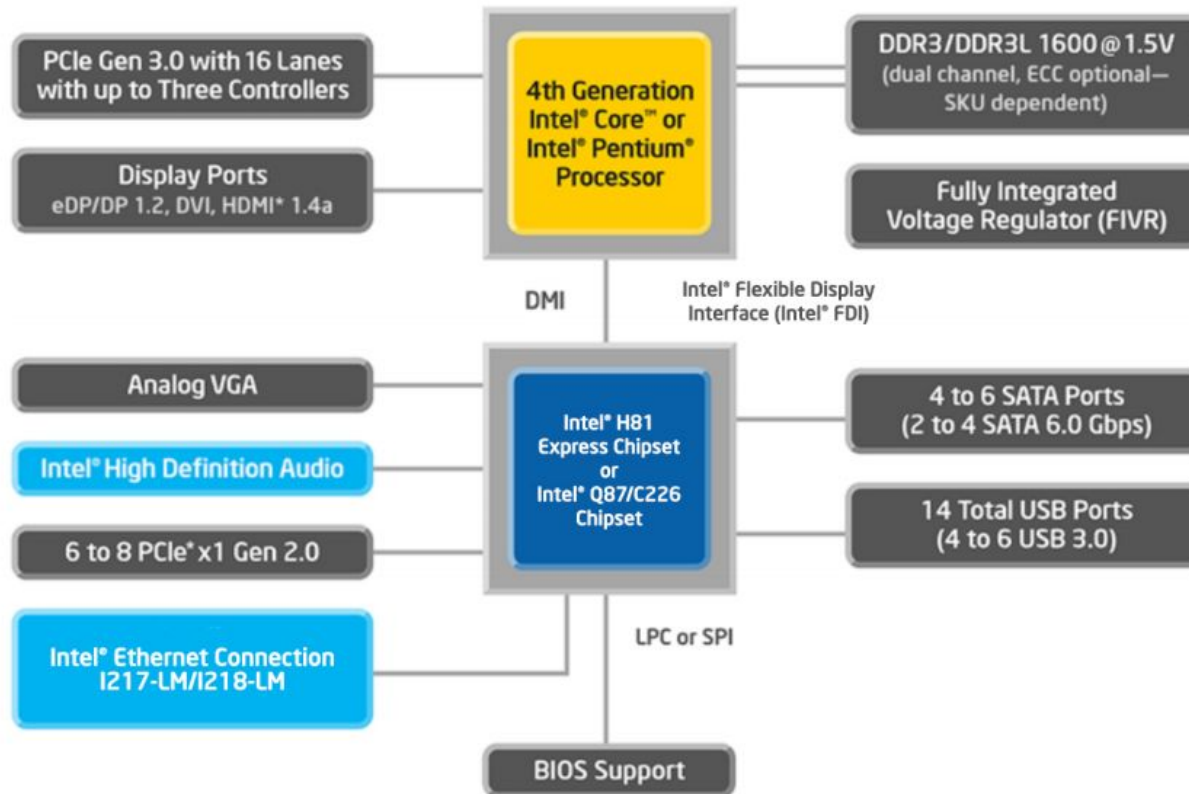 PCIe Gen 3.0 with 16 Lanes
with up to Three Controllers
Display Ports
eDP/DP 1.2, DVI, HDMI* 1.4a
4th Generation
Intel® Core™ or
Intel® Pentium®
Processor
DDR3/DDR3L 1600@1.5V
(dual channel, ECC optional—
SKU dependent)
Fully Integrated
Voltage Regulator (FIVR)
DMI
Intel® Flexible Display
Interface (Intel® FDI)
Analog VGA
Intel® High Definition Audio
6 to 8 PCIe* x1 Gen 2.0
Intel® Ethernet Connection
I217-LM/I218-LM
Intel® H81
Express Chipset
or
Intel® Q87/C226
Chipset
4 to 6 SATA Ports
(2 to 4 SATA 6.0 Gbps)
14 Total USB Ports
(4 to 6 USB 3.0)
LPC or SPI
BIOS Support